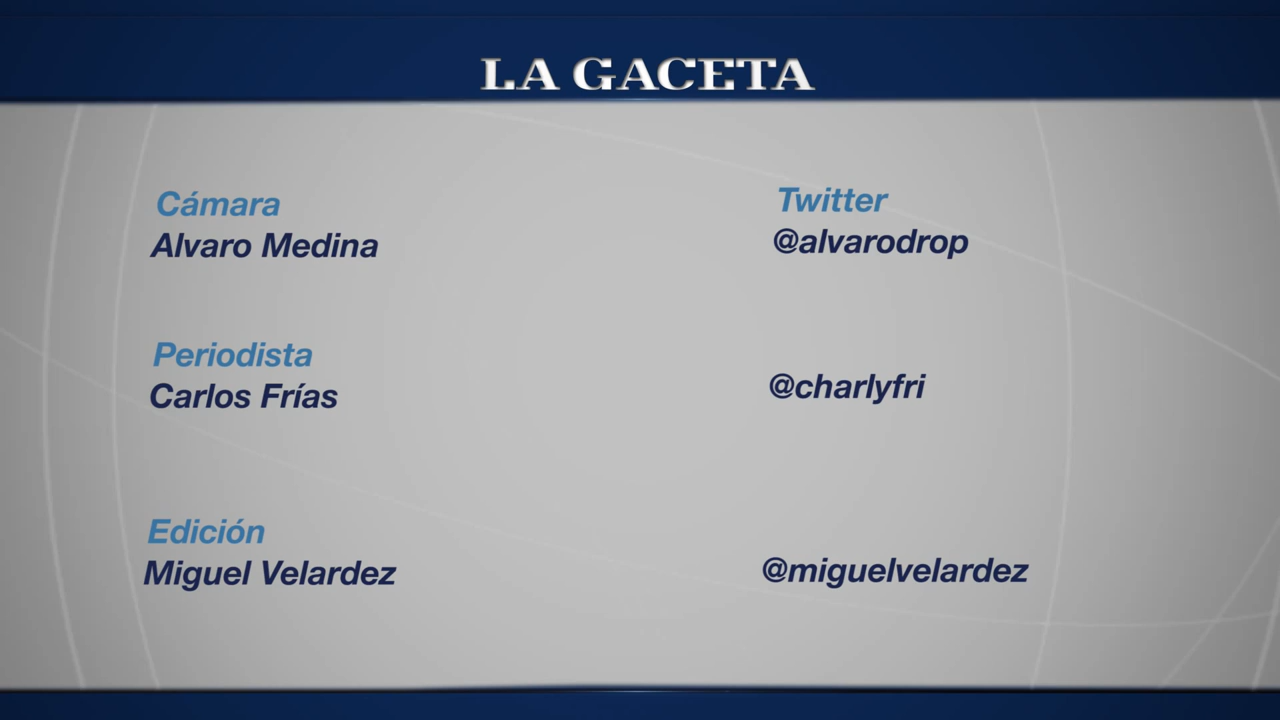 LA GACETA
Cámara
Alvaro Medina
Twitter
@alvarodrop
Periodista
Carlos Frías
@charlyfri
Edición
Miguel Velardez
@miguelvelardez